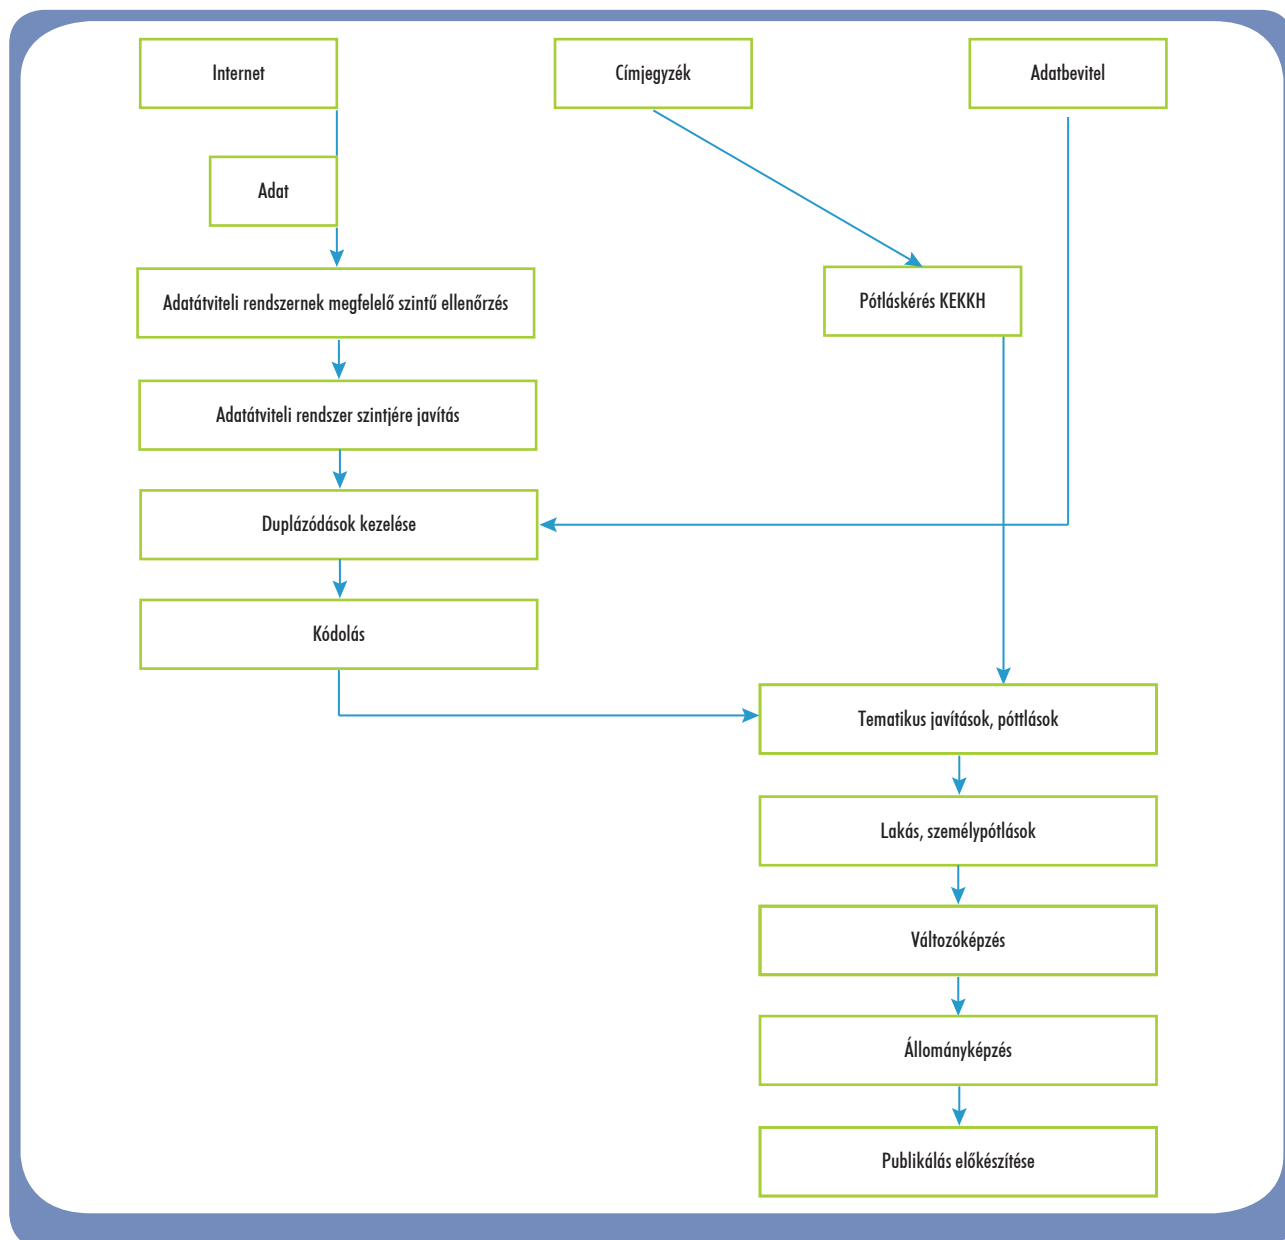 Internet
Címjegyzék
Adatbevitel
Adat
Adatátviteli rendszernek megfelelő szintű ellenőrzés
Pótláskérés KEKKH
Adatátviteli rendszer szintjére javítás
Duplázódások kezelése
Kódolás
Tematikus javítások, póttlások
Lakás, személypótlások
Változóképzés
Állományképzés
Publikálás előkészítése